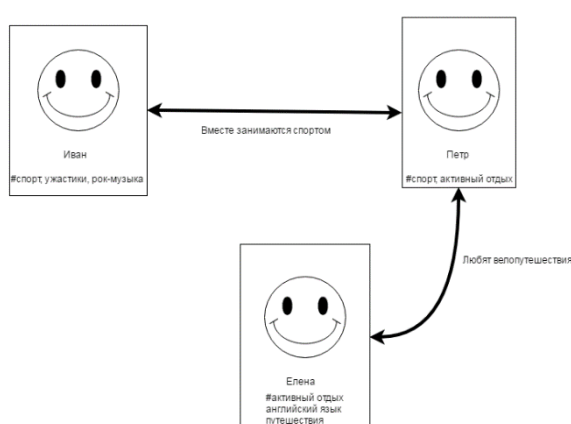 Вместе занимаются спортом
Иван
#спорт, ужастики, рок-музыка
Петр
#спорт, активный отдых
Любят велопутешествия
Елена
#активный отдых
английский язык
путешествия